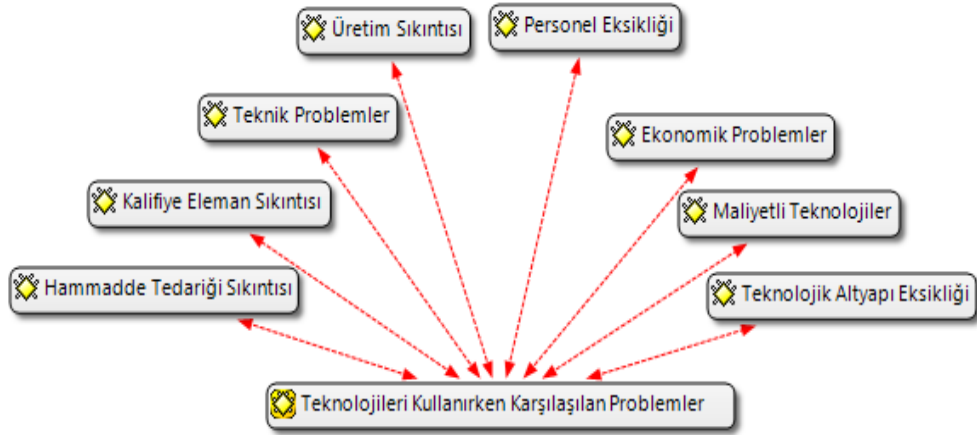 Üretim Sıkıntısı
Personel Eksikliği
Teknik Problemler
Ekonomik Problemler
Kalifiye Eleman Sıkıntısı
Maliyetli Teknolojiler
Hammadde Tedariği Sıkıntısı
Teknolojik Altyapı Eksikliği
Teknolojileri Kullanırken Karşılaşılan Problemler